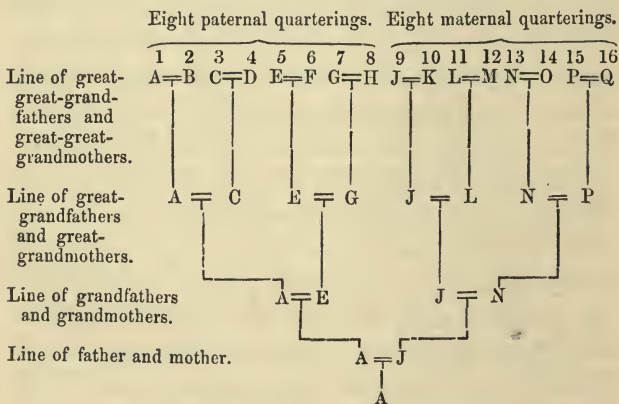 Eight paternal quarterings. Eight maternal quarterings.
1 2 3 4 5 6 7 8 9 10 11 12 13 14 15 16
Line of great- A=B C=D E=F G=H J=K L=M N=O P=Q
great-grand-
fathers and
great-great-
grandmothers.
Line of great- A = C E = G J = L N = P
grandfathers
and great-
grandmothers.
Line of grandfathers A=E J = N
and grandmothers.
Line of father and mother. A = J
A